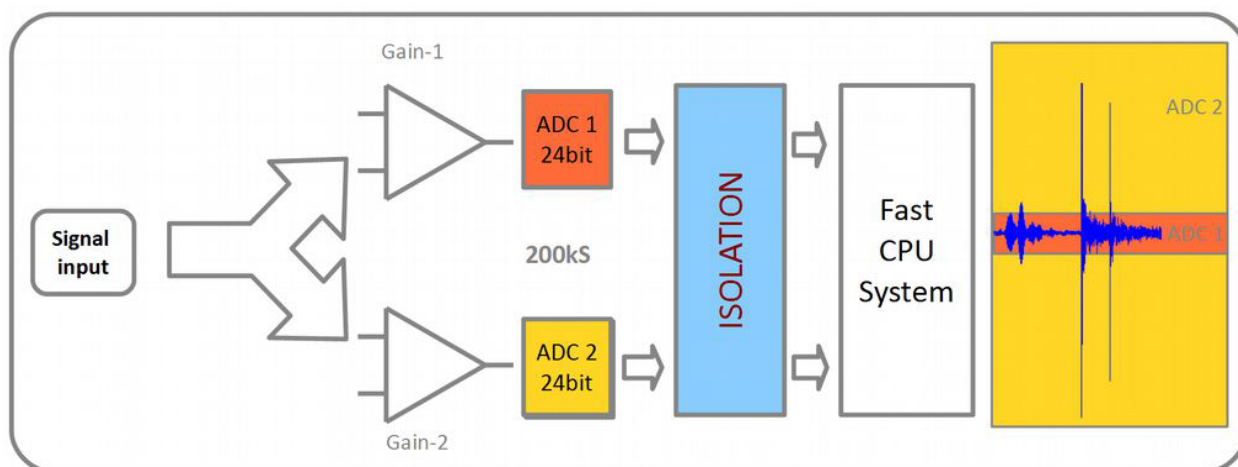 Gain-1
ADC 1
24bit
Signal
input
200kS
ADC 2
24bit
Gain-2
ISOLATION
Fast
CPU
System
ADC 2
ADC 1